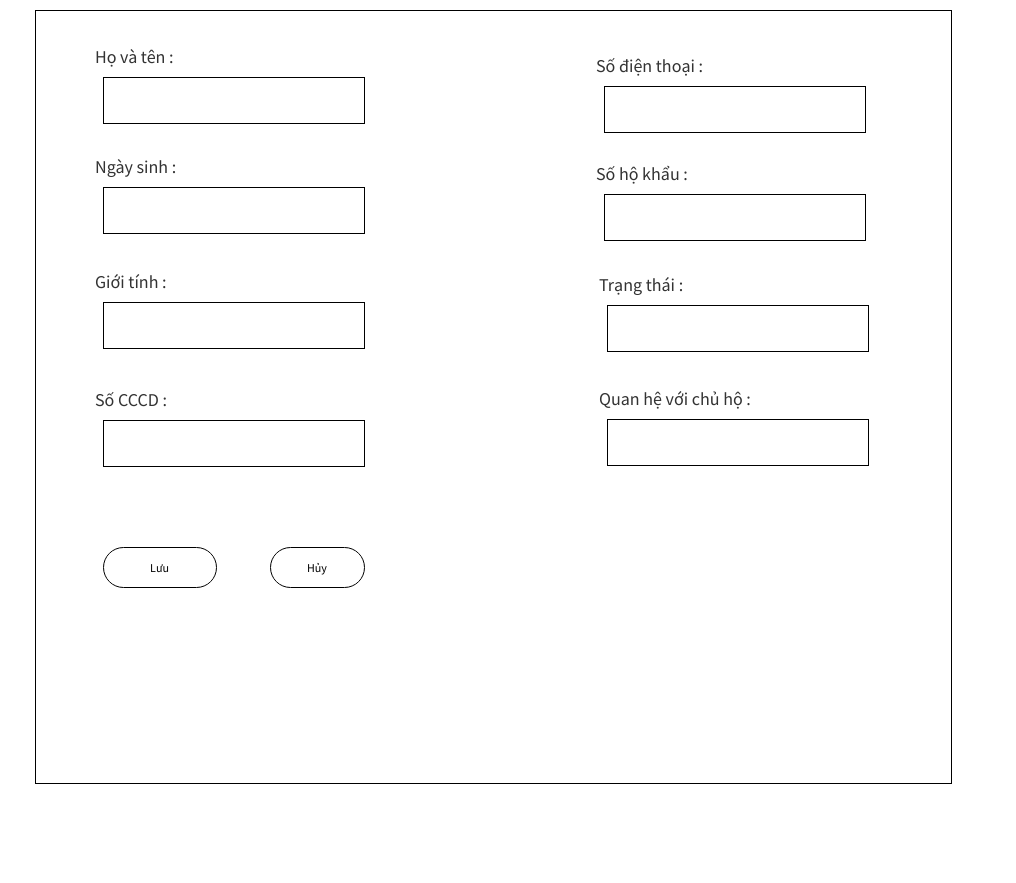 Họ và tên :
Số điện thoại :
Ngày sinh :
Số hộ khẩu :
Giới tính :
Trạng thái :
Số CCCD :
Quan hệ với chủ hộ :
Lưu
Hủy